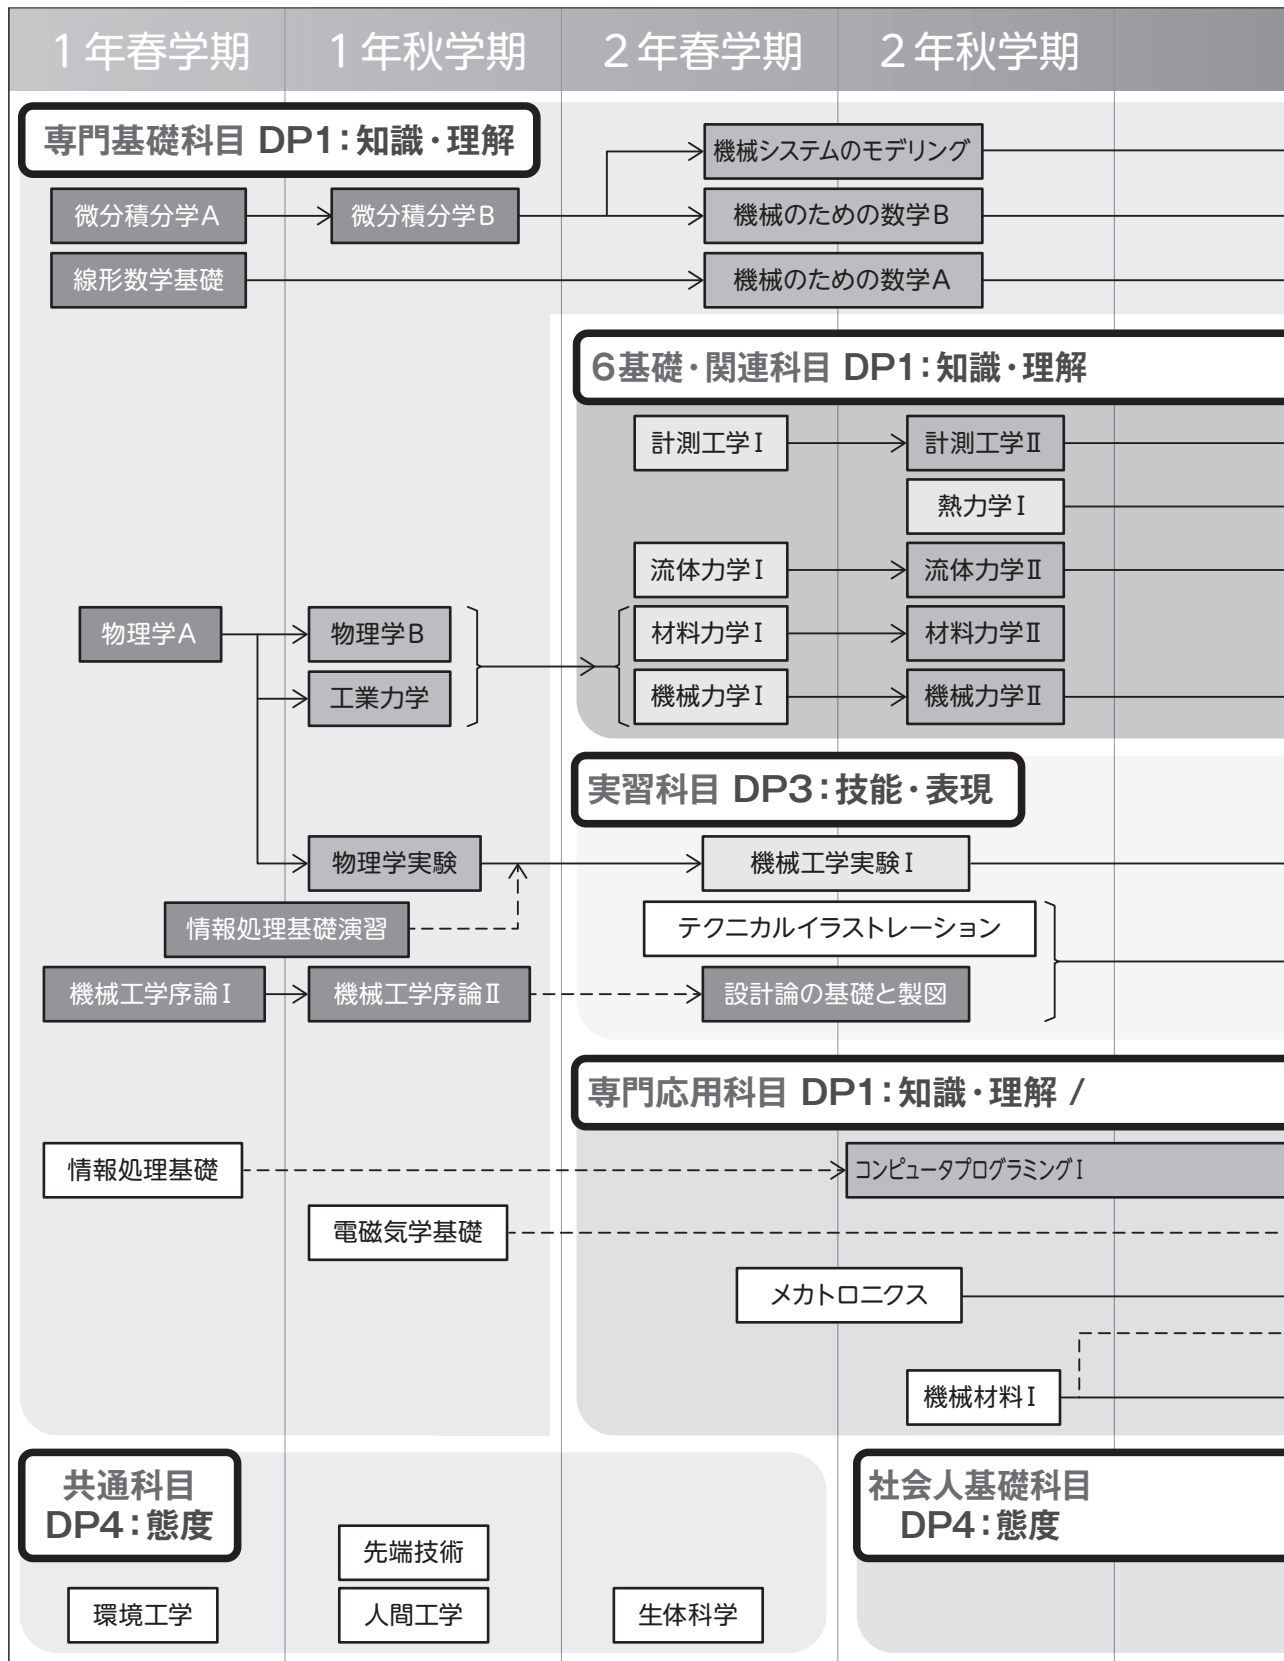 1年春学期
1年秋学期
2年春学期
2年秋学期
専門基礎科目 DP1：知識・理解
機械システムのモデリング
微分積分学A
微分積分学B
機械のための数学B
線形数学基礎
機械のための数学A
6基礎・関連科目 DP1：知識・理解
計測工学Ⅰ
計測工学Ⅱ
熱力学Ⅰ
流体力学Ⅰ
流体力学Ⅱ
物理学A
物理学B
材料力学Ⅰ
材料力学Ⅱ
工業力学
機械力学Ⅰ
機械力学Ⅱ
実習科目 DP3：技能・表現
物理学実験
機械工学実験Ⅰ
情報処理基礎演習
テクニカルイラストレーション
機械工学序論Ⅰ
機械工学序論Ⅱ
設計論の基礎と製図
専門応用科目 DP1：知識・理解 /
情報処理基礎
コンピュータプログラミングⅠ
電磁気学基礎
メカトロニクス
機械材料Ⅰ
共通科目
DP4：態度
社会人基礎科目
DP4：態度
先端技術
環境工学
人間工学
生体科学